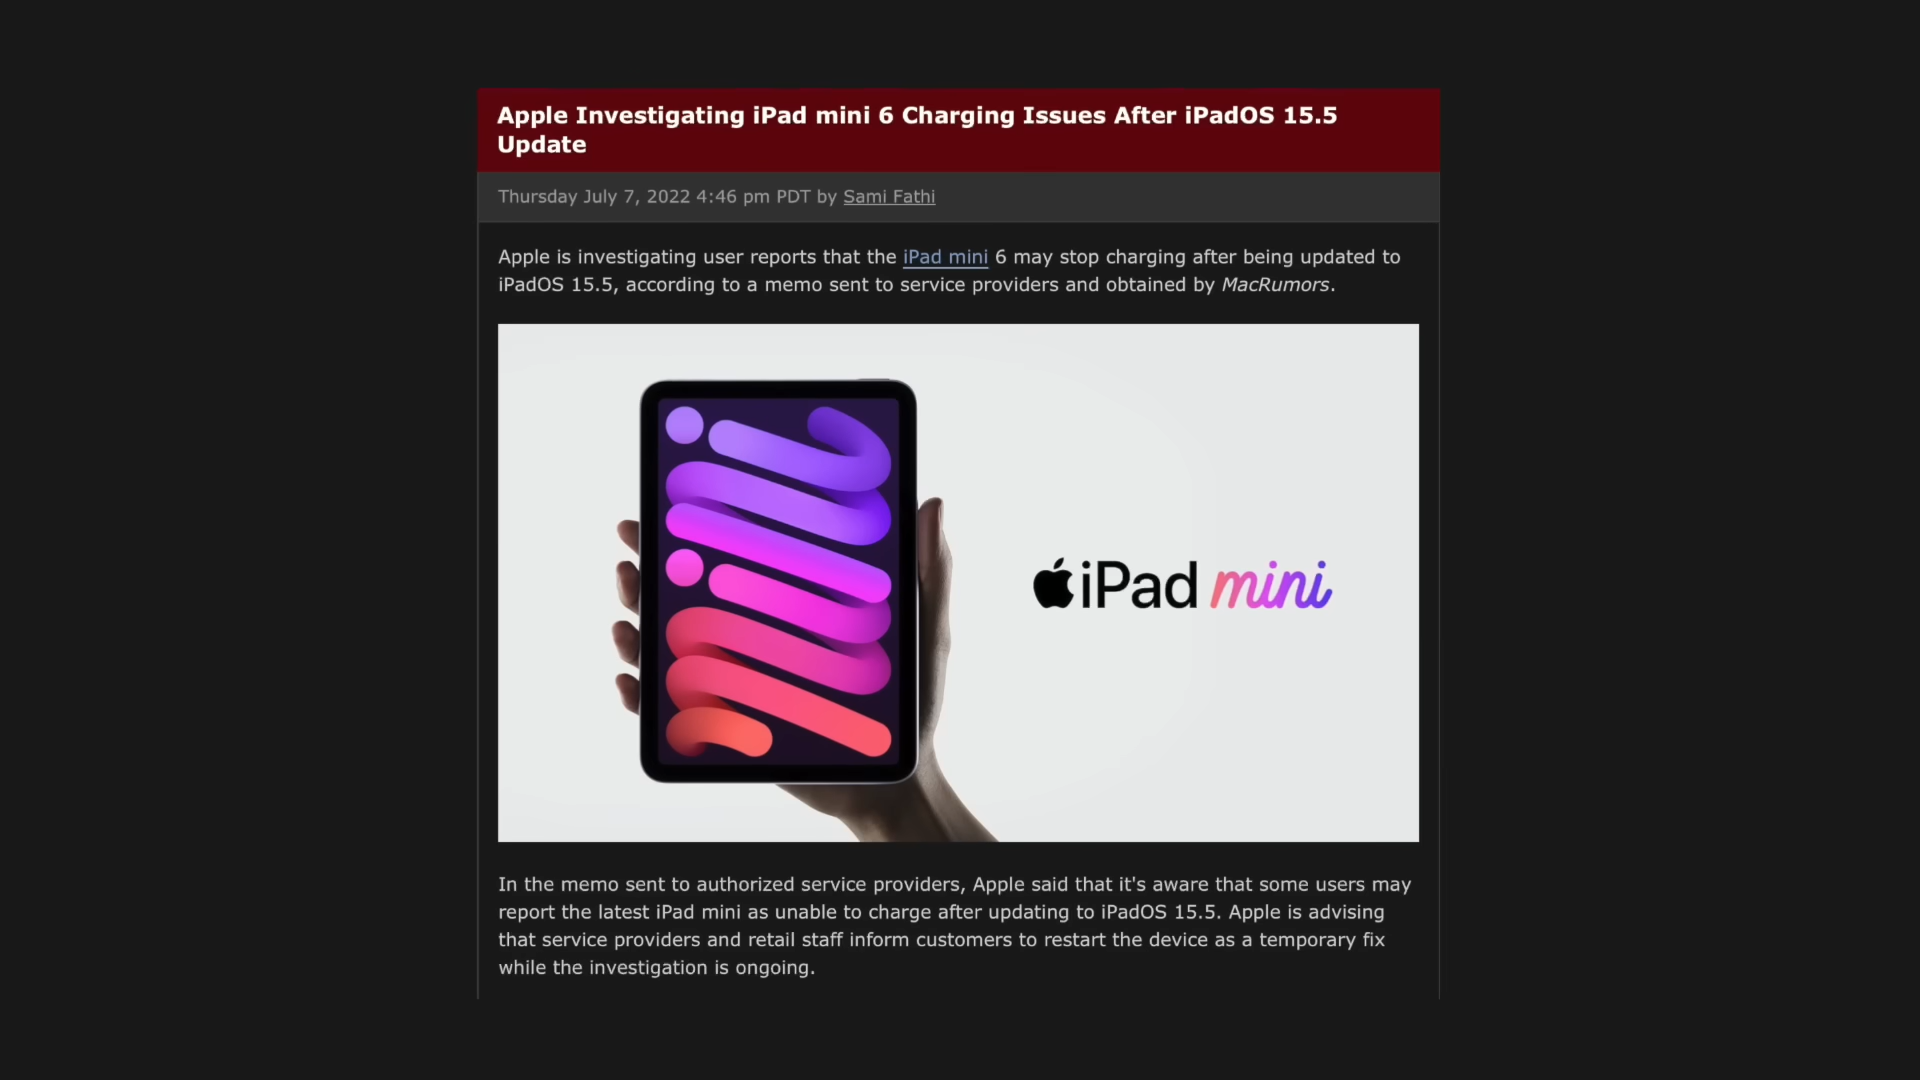 Apple Investigating iPad mini 6 Charging Issues After iPadOS 15.5
Update
Thursday July 7, 2022 4:46 pm PDT by Sami Fathi
Apple is investigating user reports that the iPad mini 6 may stop charging after being updated to
iPadOS 15.5, according to a memo sent to service providers and obtained by MacRumors.
iPad mini
In the memo sent to authorized service providers, Apple said that it's aware that some users may
report the latest iPad mini as unable to charge after updating to iPadOS 15.5. Apple is advising
that service providers and retail staff inform customers to restart the device as a temporary fix
while the investigation is ongoing.